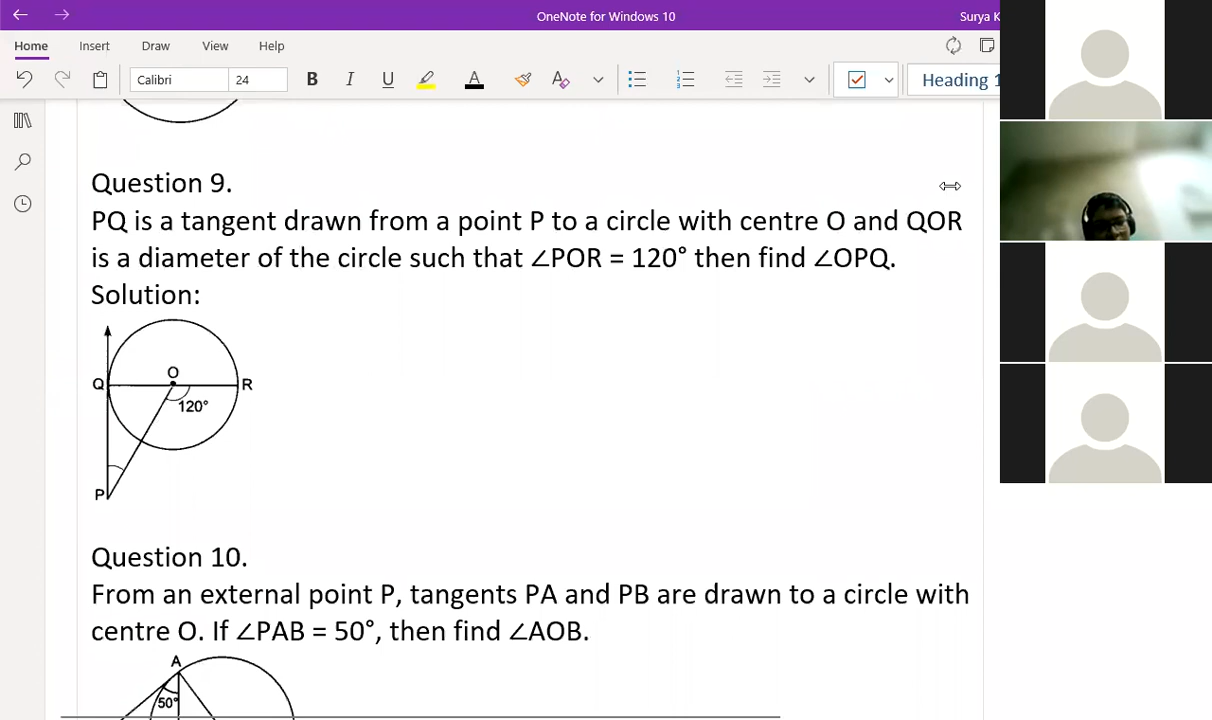 OneNote for Windows 10
Surya K
Home Insert Draw View Help
Calibri 24 B I U A A Heading 1
Question 9.
PQ is a tangent drawn from a point P to a circle with centre O and QOR
is a diameter of the circle such that ∠POR = 120° then find ∠OPQ.
Solution:
O
Q R
120°
P
Question 10.
From an external point P, tangents PA and PB are drawn to a circle with
centre O. If ∠PAB = 50°, then find ∠AOB.
A
50°